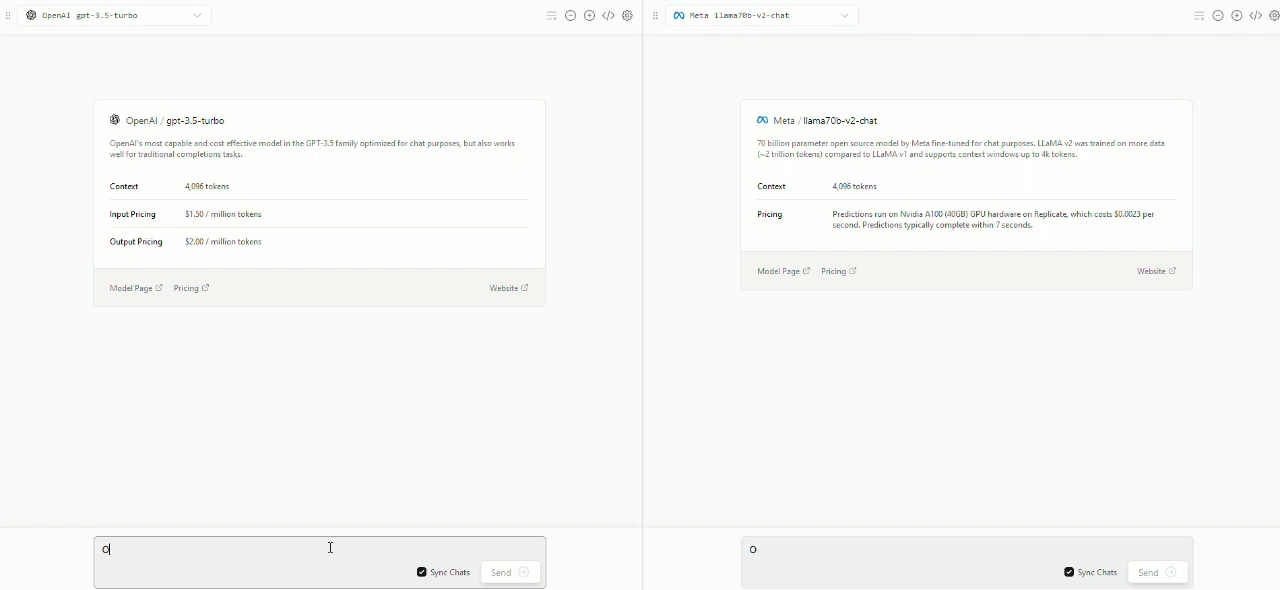 OpenAI gpt-3.5-turbo
OpenAI / gpt-3.5-turbo
OpenAI's most capable and cost effective model in the GPT-3.5 family optimized for chat purposes, but also works
well for traditional completions tasks.
Context 4,096 tokens
Input Pricing $1.50 / million tokens
Output Pricing $2.00 / million tokens
Model Page Pricing Website
O
Sync Chats Send
Meta llama70b-v2-chat
Meta / llama70b-v2-chat
70 billion parameter open source model by Meta fine-tuned for chat purposes. LLaMA v2 was trained on more data
(~2 trillion tokens) compared to LLaMA v1 and supports context windows up to 4k tokens.
Context 4,096 tokens
Pricing Predictions run on Nvidia A100 (40GB) GPU hardware on Replicate, which costs $0.0023 per
second. Predictions typically complete within 7 seconds.
Model Page Pricing Website
O
Sync Chats Send